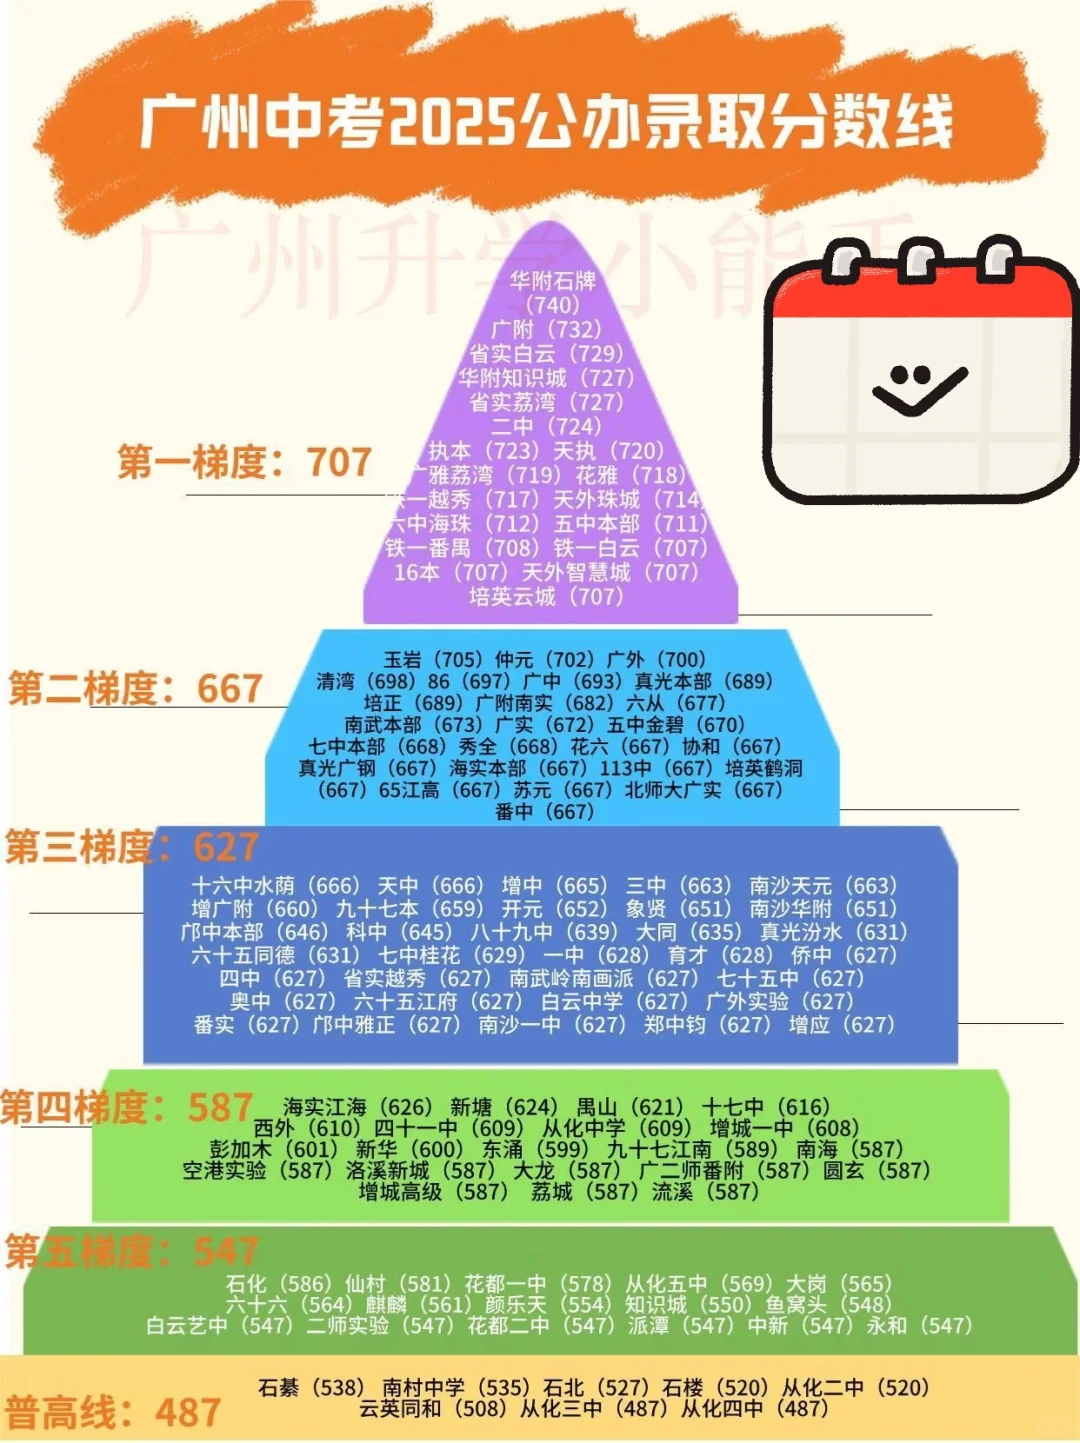 广州中考2025公办录取分数线
广州升学小能手
华附石牌
（740）
广附（732）
省实白云（729）
华附知识城（727）
省实荔湾（727）
二中（724）
第一梯度：707
执本（723）天执（720）
广雅荔湾（719）花雅（718）
铁一越秀（717）天外珠城（714）
六中海珠（712）五中本部（711）
铁一番禺（708）铁一白云（707）
16本（707）天外智慧城（707）
培英云城（707）
第二梯度：667
玉岩（705）仲元（702）广外（700）
清湾（698）86（697）广中（693）真光本部（689）
培正（689）广附南实（682）六从（677）
南武本部（673）广实（672）五中金碧（670）
七中本部（668）秀全（668）花六（667）协和（667）
真光广钢（667）海实本部（667）113中（667）培英鹤洞
（667）65江高（667）苏元（667）北师大广实（667）
番中（667）
第三梯度：627
十六中水荫（666） 天中（666） 增中（665） 三中（663） 南沙天元（663）
增广附（660） 九十七本（659） 开元（652） 象贤（651） 南沙华附（651）
邝中本部（646） 科中（645） 八十九中（639） 大同（635） 真光汾水（631）
六十五同德（631） 七中桂花（629） 一中（628） 育才（628） 侨中（627）
四中（627） 省实越秀（627） 南武岭南画派（627） 七十五中（627）
奥中（627） 六十五江府（627） 白云中学（627） 广外实验（627）
番实（627）邝中雅正（627） 南沙一中（627） 郑中钧（627） 增应（627）
第四梯度：587
海实江海（626） 新塘（624） 禺山（621） 十七中（616）
西外（610）四十一中（609） 从化中学（609） 增城一中（608）
彭加木（601） 新华（600） 东涌（599） 九十七江南（589） 南海（587）
空港实验（587）洛溪新城（587） 大龙（587） 广二师番附（587）圆玄（587）
增城高级（587） 荔城（587）流溪（587）
第五梯度：547
石化（586）仙村（581）花都一中（578）从化五中（569）大岗（565）
六十六（564）麒麟（561）颜乐天（554）知识城（550）鱼窝头（548）
白云艺中（547）二师实验（547）花都二中（547）派潭（547）中新（547）永和（547）
普高线：487
石綦（538） 南村中学（535）石北（527）石楼（520）从化二中（520）
云英同和（508）从化三中（487）从化四中（487）